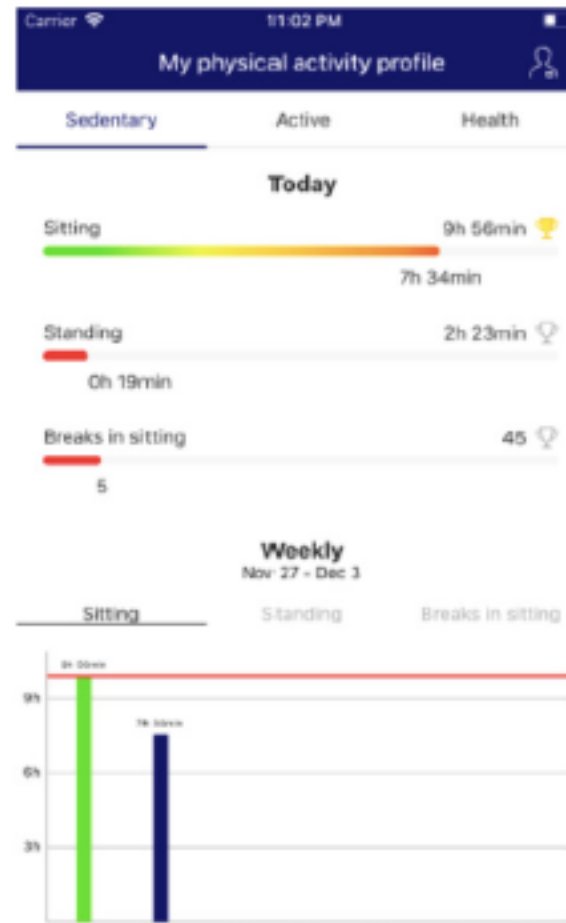 Carrier 11:02 PM
My physical activity profile
Sedentary Active Health
Today
Sitting 9h 56min
7h 34min
Standing 2h 23min
0h 19min
Breaks in sitting 45
5
Weekly
Nov 27 - Dec 3
Sitting Standing Breaks in sitting
9h
6h
3h